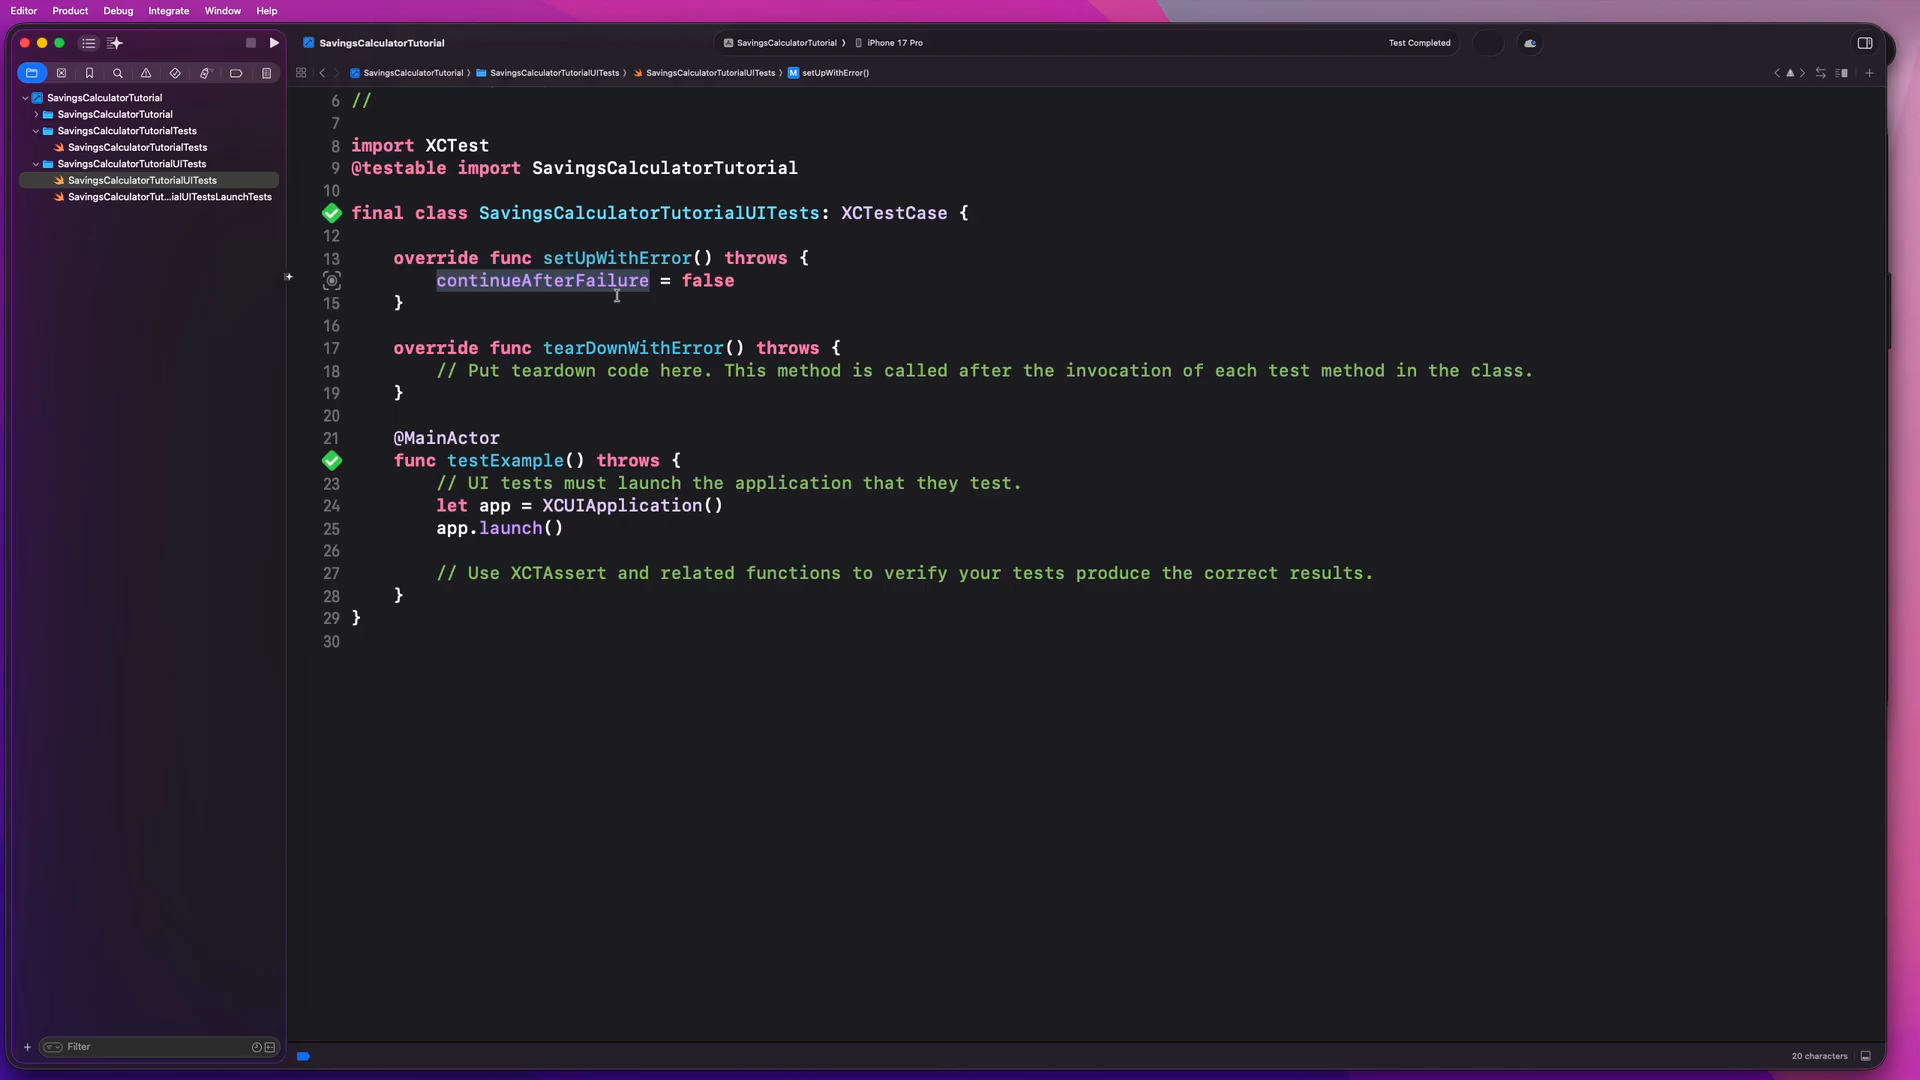 Editor Product Debug Integrate Window Help
SavingsCalculatorTutorial
SavingsCalculatorTutorial 〉 iPhone 17 Pro
Test Completed
SavingsCalculatorTutorial 〉 SavingsCalculatorTutorialUITests 〉 SavingsCalculatorTutorialUITests 〉 M setUpWithError()
SavingsCalculatorTutorial
SavingsCalculatorTutorial
SavingsCalculatorTutorialTests
SavingsCalculatorTutorialTests
SavingsCalculatorTutorialUITests
SavingsCalculatorTutorialUITests
SavingsCalculatorTut...ialUITestsLaunchTests
6 //
7
8 import XCTest
9 @testable import SavingsCalculatorTutorial
10
final class SavingsCalculatorTutorialUITests: XCTestCase {
12
13 override func setUpWithError() throws {
continueAfterFailure = false
15 }
16
17 override func tearDownWithError() throws {
18 // Put teardown code here. This method is called after the invocation of each test method in the class.
19 }
20
21 @MainActor
func testExample() throws {
23 // UI tests must launch the application that they test.
24 let app = XCUIApplication()
25 app.launch()
26
27 // Use XCTAssert and related functions to verify your tests produce the correct results.
28 }
29 }
30
Filter
20 characters